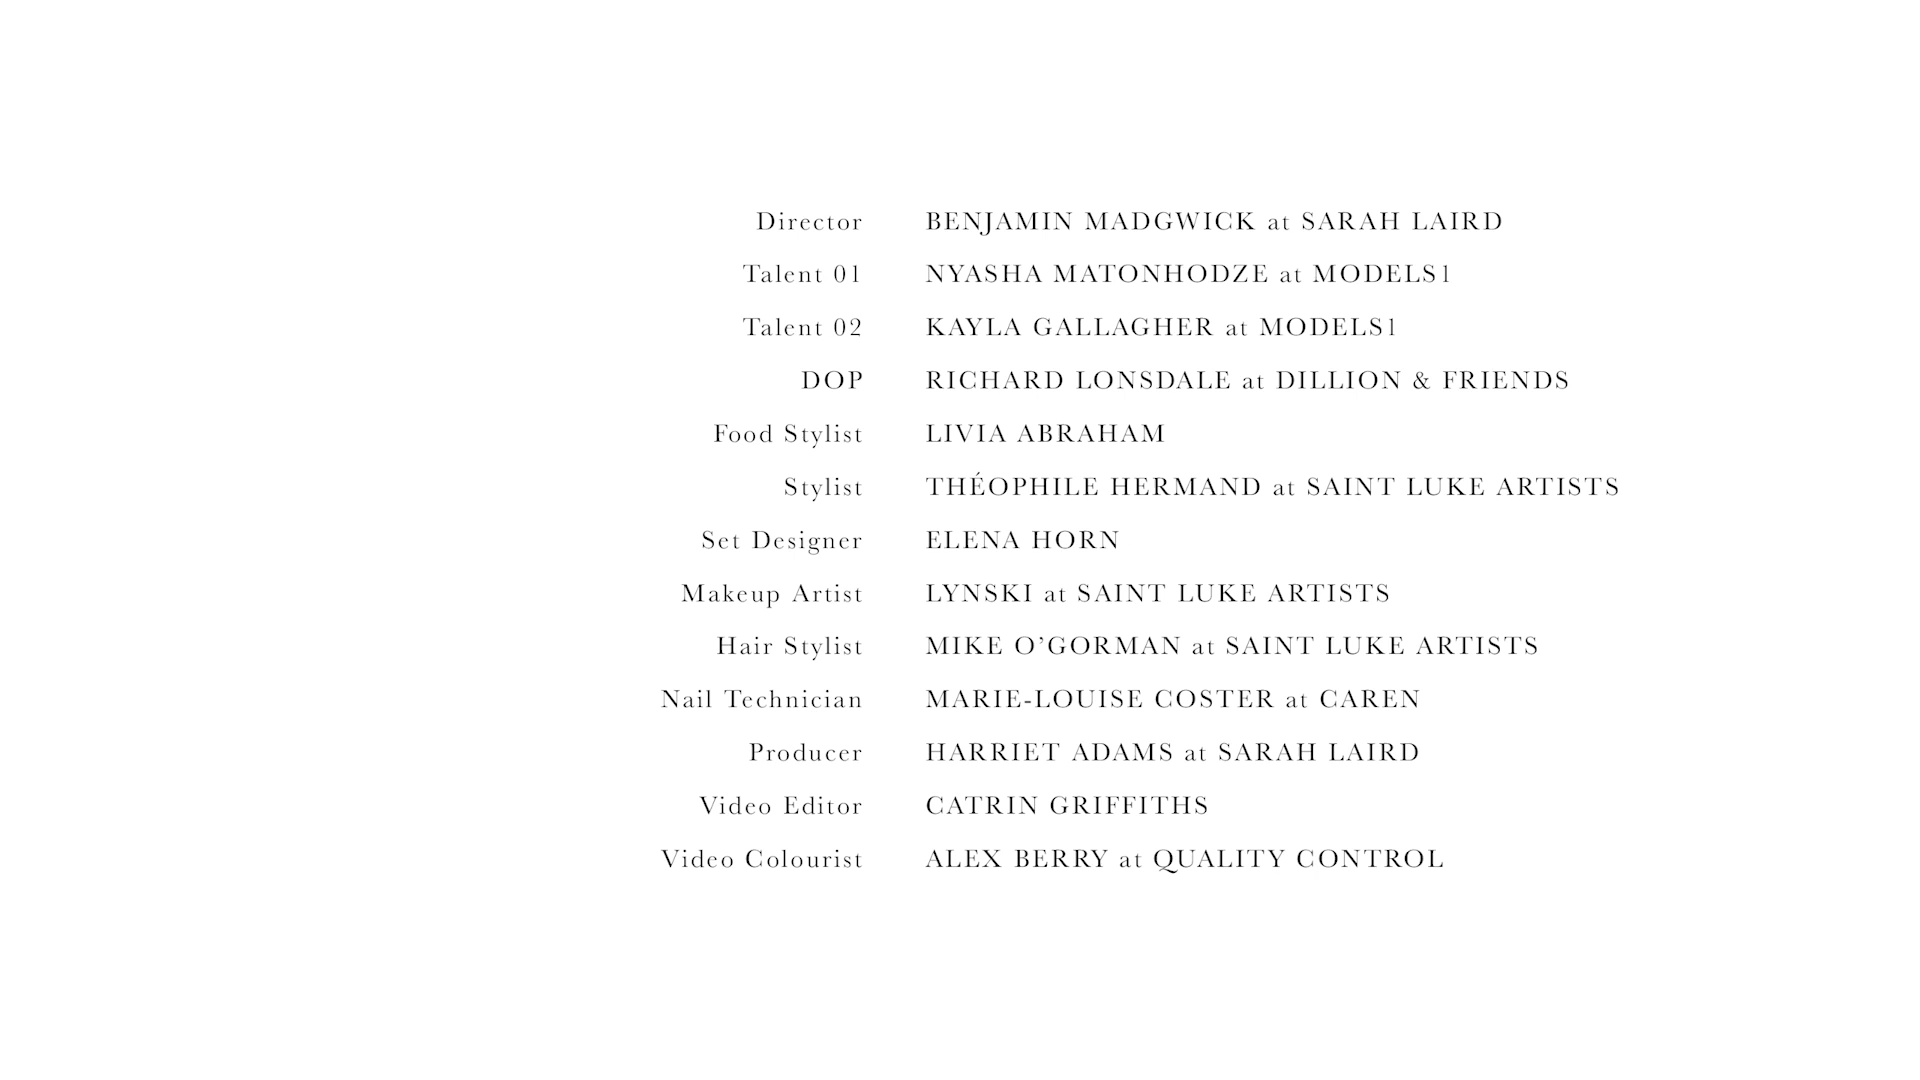 Director BENJAMIN MADGWICK at SARAH LAIRD
Talent 01 NYASHA MATONHODZE at MODELS1
Talent 02 KAYLA GALLAGHER at MODELS1
DOP RICHARD LONSDALE at DILLION & FRIENDS
Food Stylist LIVIA ABRAHAM
Stylist THÉOPHILE HERMAND at SAINT LUKE ARTISTS
Set Designer ELENA HORN
Makeup Artist LYNSKI at SAINT LUKE ARTISTS
Hair Stylist MIKE O’GORMAN at SAINT LUKE ARTISTS
Nail Technician MARIE-LOUISE COSTER at CAREN
Producer HARRIET ADAMS at SARAH LAIRD
Video Editor CATRIN GRIFFITHS
Video Colourist ALEX BERRY at QUALITY CONTROL